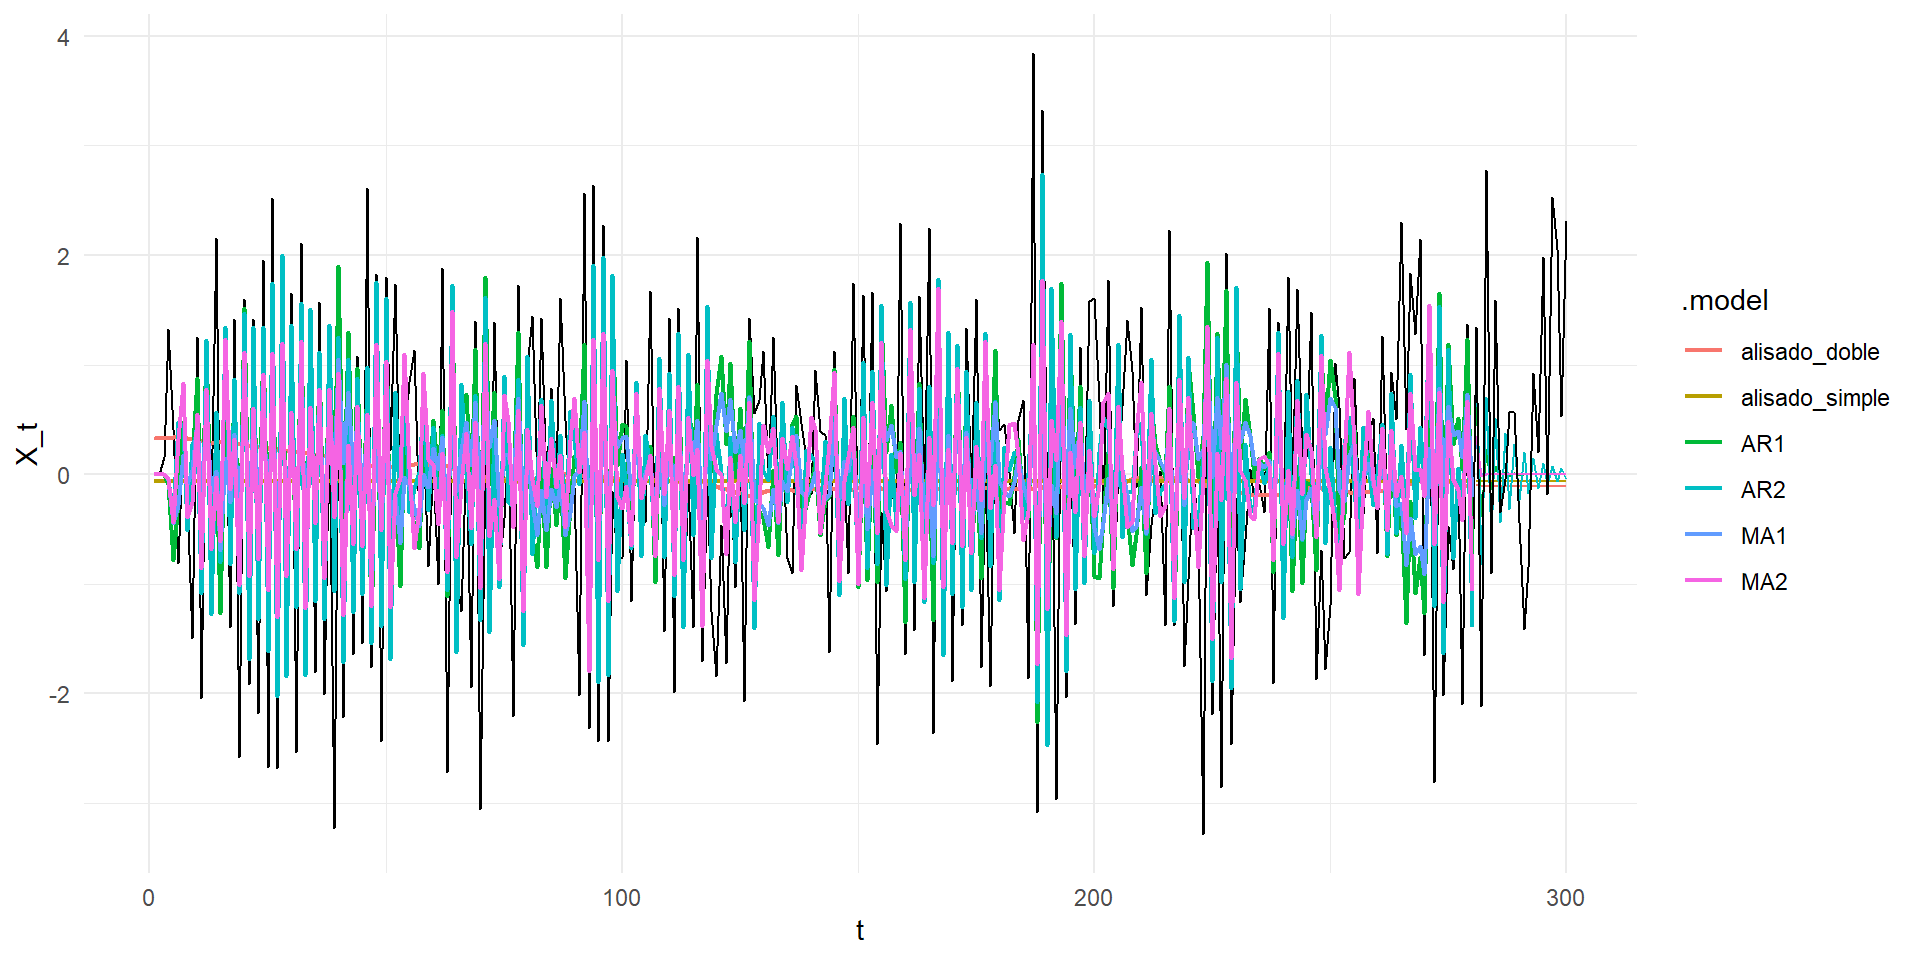 4
2
0
-2
X_t
0
100
200
300
t
.model
alisado_doble
alisado_simple
AR1
AR2
MA1
MA2